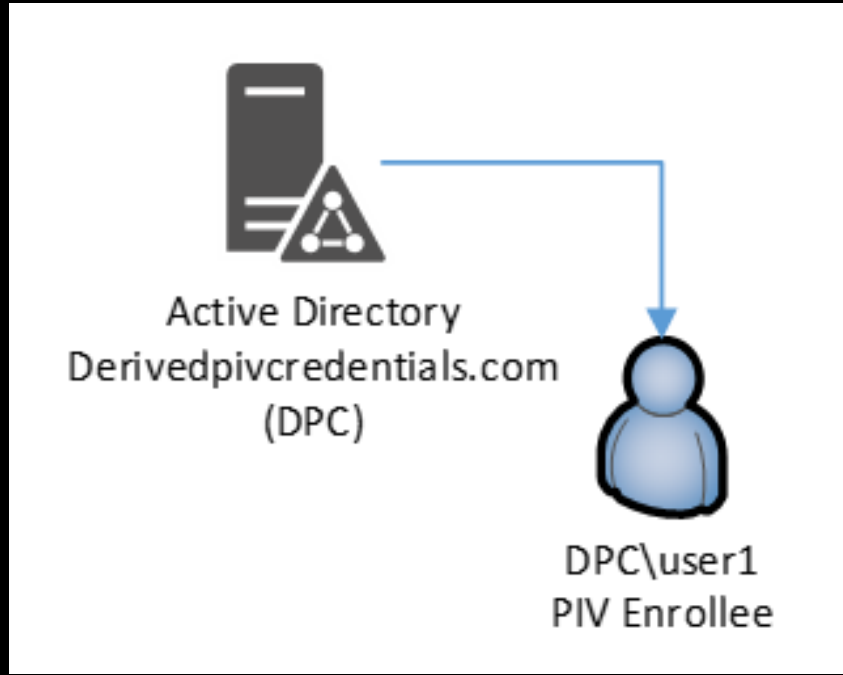 Active Directory
Derivedpivcredentials.com
(DPC)
DPC\user1
PIV Enrollee